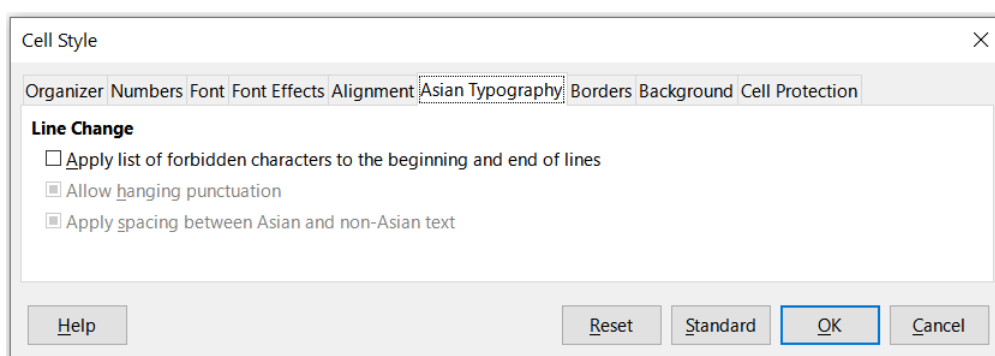 Cell Style
Organizer Numbers Font Font Effects Alignment Asian Typography Borders Background Cell Protection
Line Change
Apply list of forbidden characters to the beginning and end of lines
Allow hanging punctuation
Apply spacing between Asian and non-Asian text
Help Reset Standard OK Cancel